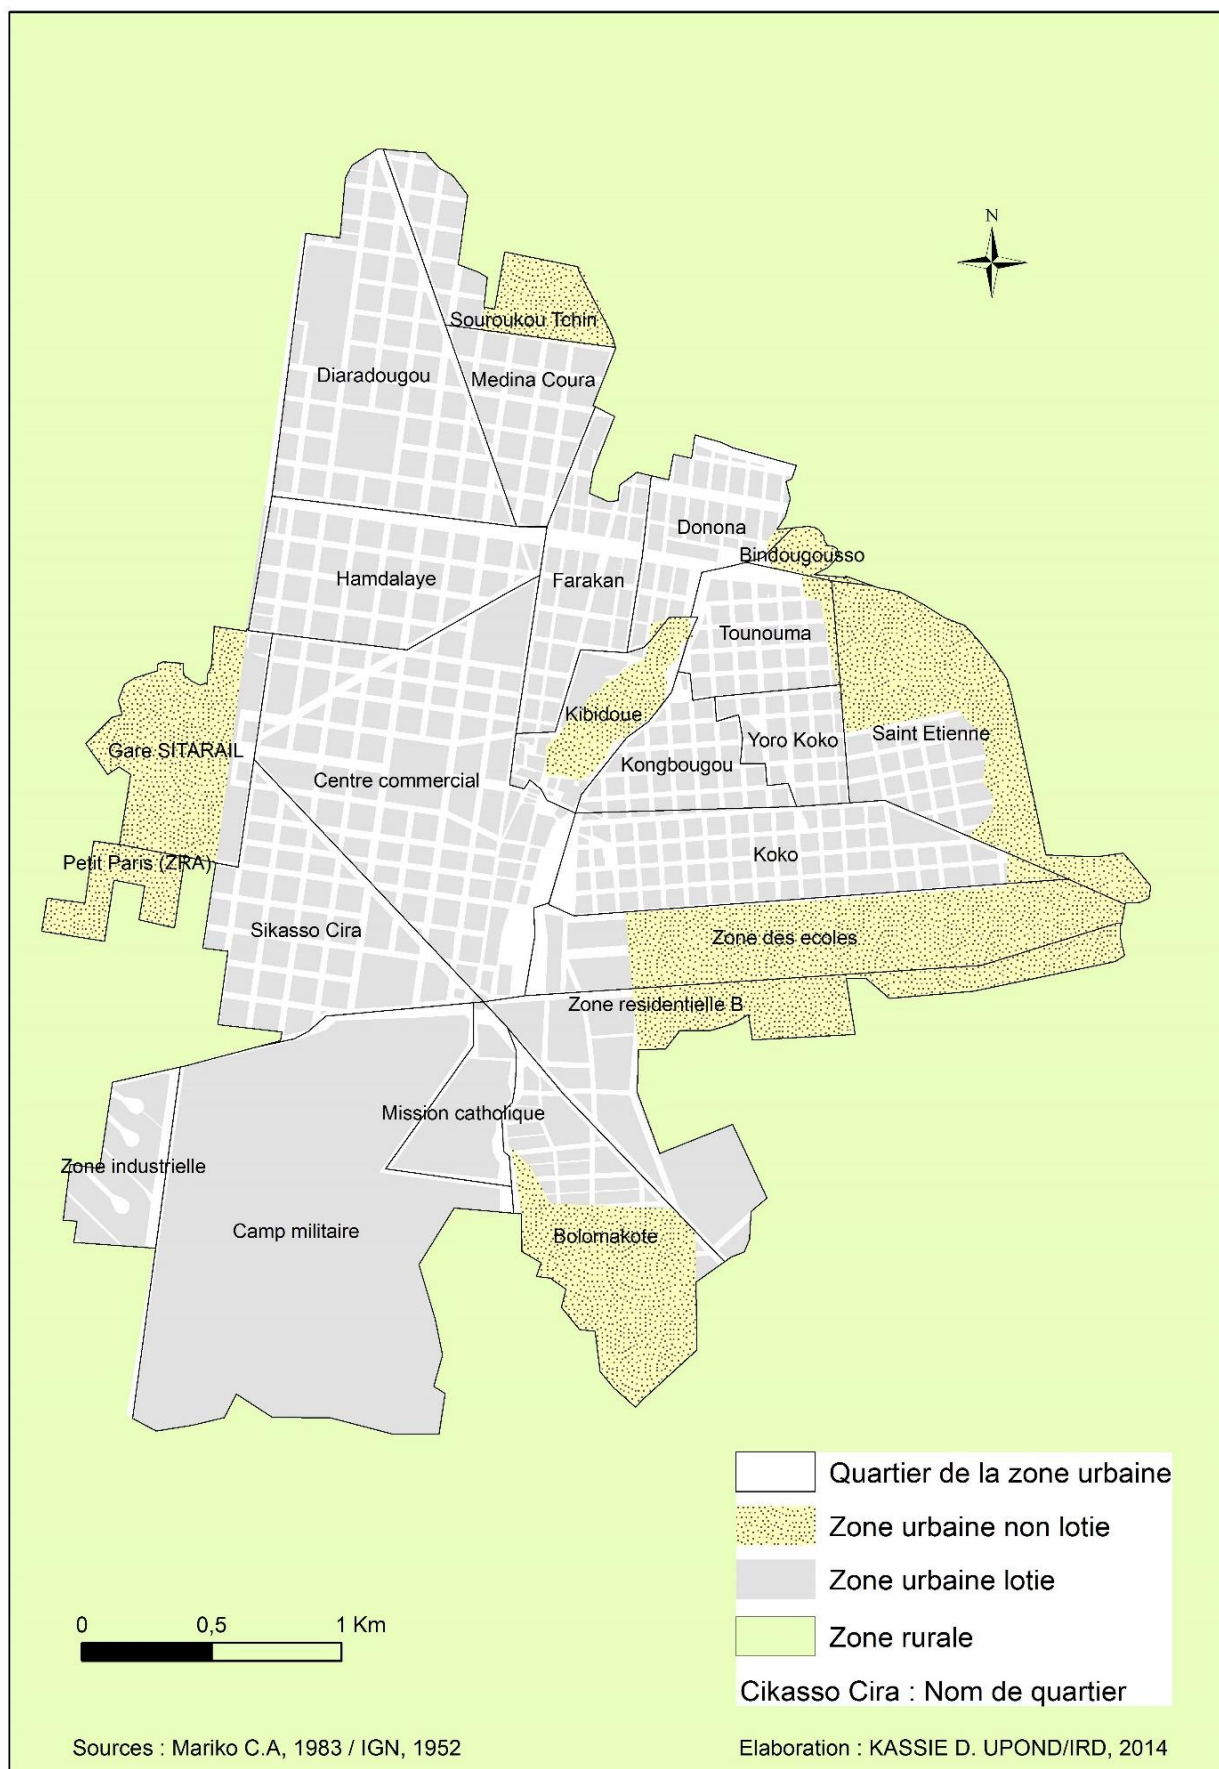 N
Souroukou Tchin
Diaradougou
Medina Coura
Donona
Bindougousso
Hamdalaye
Farakan
Tounouma
Kibidoue
Saint Etienne
Yoro Koko
Gare SITARAIL
Kongbougou
Centre commercial
Koko
Petit Paris (ZRA)
Sikasso Cira
Zone des ecoles
Zone residentielle B
Mission catholique
Zone industrielle
Camp militaire
Bolomakote
Quartier de la zone urbaine
Zone urbaine non lotie
Zone urbaine lotie
Zone rurale
Cikasso Cira : Nom de quartier
0 0,5 1 Km
Sources : Mariko C.A, 1983 / IGN, 1952
Elaboration : KASSIE D. UPOND/IRD, 2014